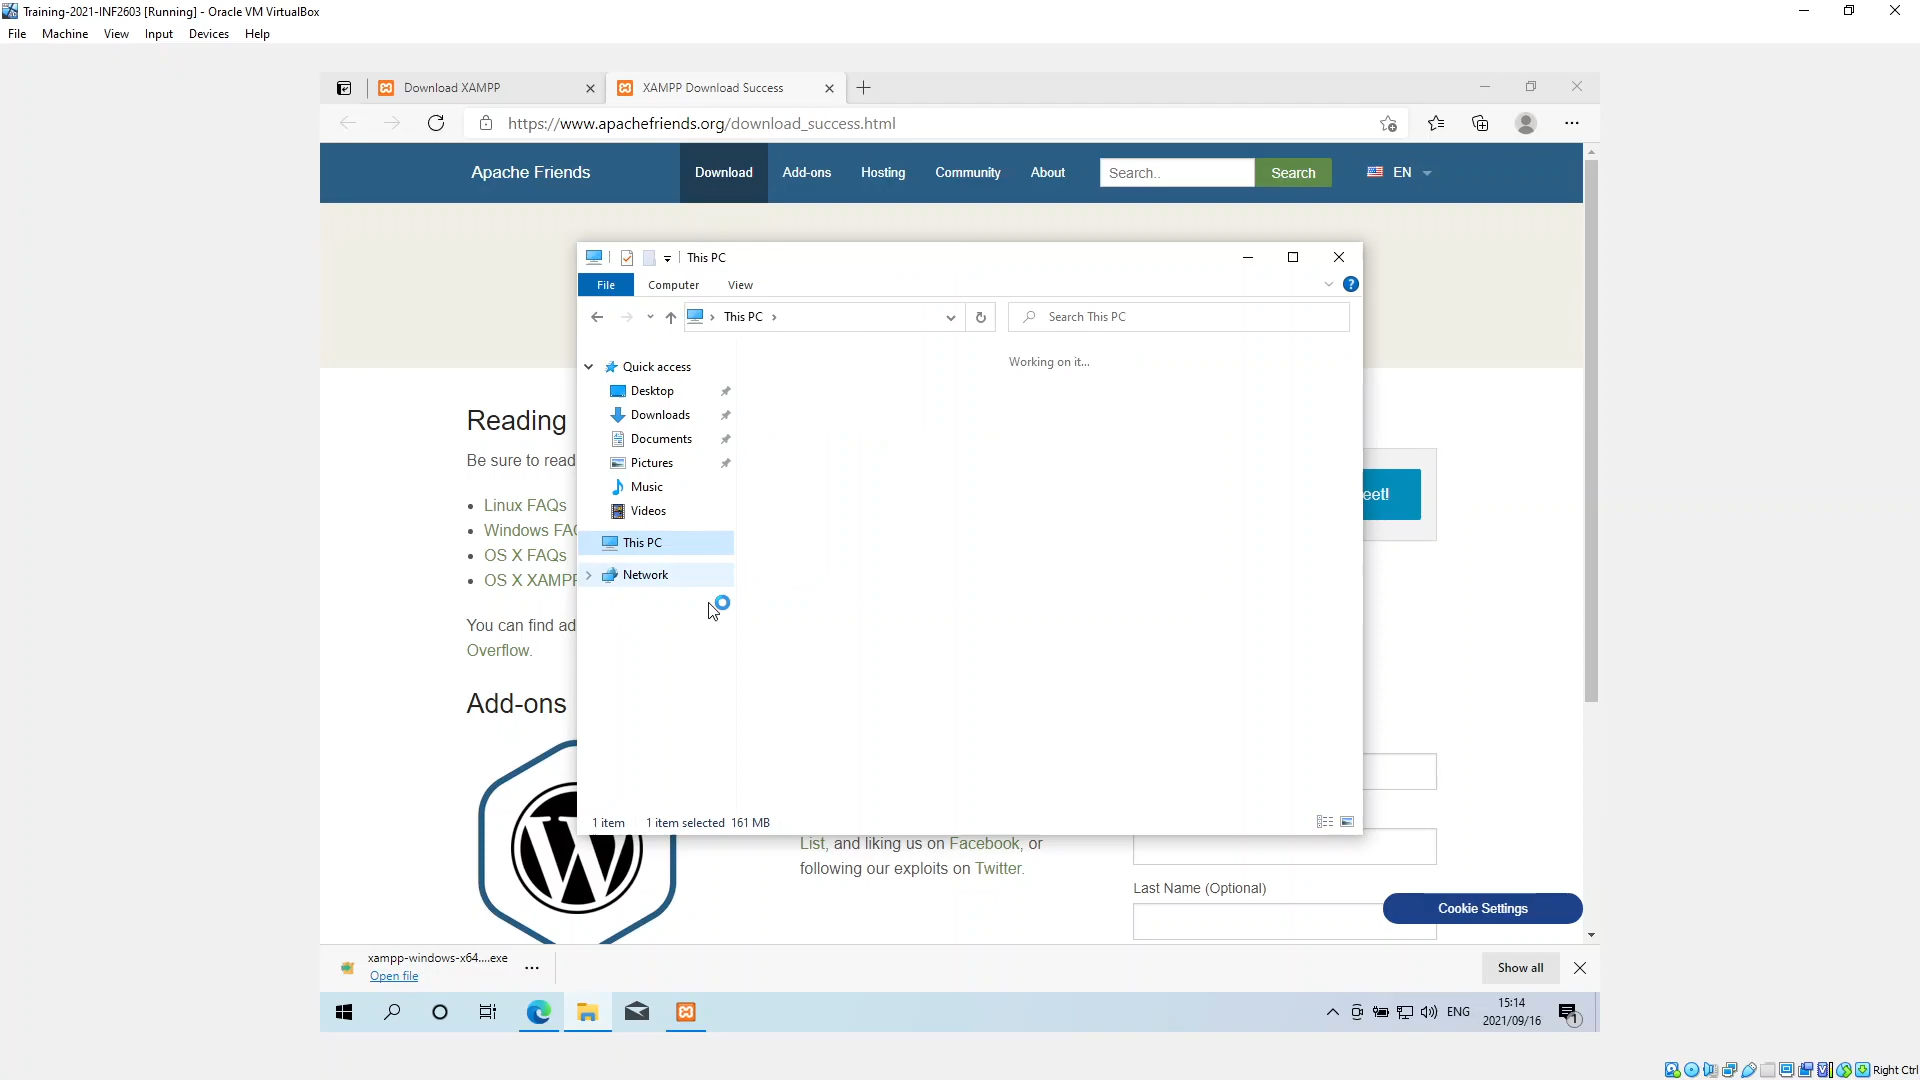 Training-2021-INF2603 [Running] - Oracle VM VirtualBox
File Machine View Input Devices Help
Download XAMPP
XAMPP Download Success
https://www.apachefriends.org/download_success.html
Apache Friends
Download
Add-ons
Hosting
Community
About
Search..
Search
EN
This PC
File
Computer
View
This PC
Search This PC
Working on it...
Quick access
Desktop
Downloads
Documents
Pictures
Music
Videos
This PC
Network
1 item 1 item selected 161 MB
Reading
Be sure to read
Linux FAQs
Windows FAQ
OS X FAQs
OS X XAMPP
You can find ad
Overflow.
Add-ons
eet!
List, and liking us on Facebook, or
following our exploits on Twitter.
Last Name (Optional)
Cookie Settings
xampp-windows-x64....exe
Open file
Show all
ENG
15:14
2021/09/16
1
Right Ctrl